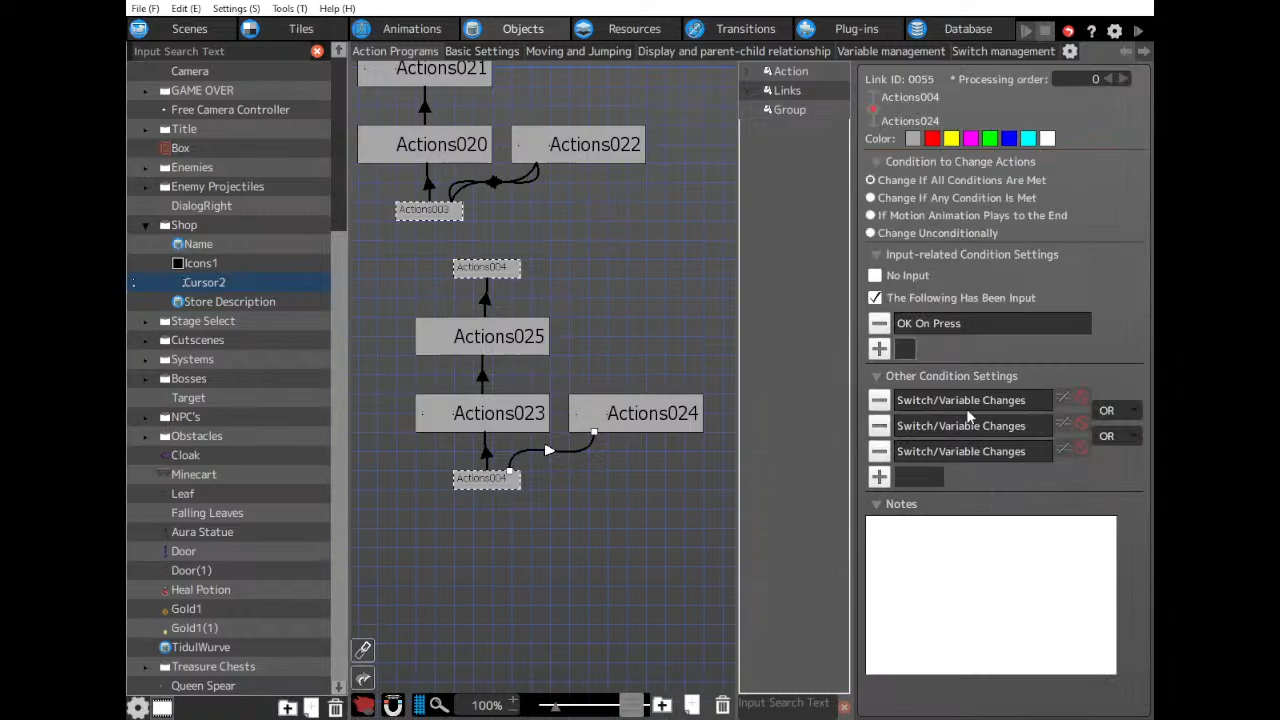 File (F) Edit (E) Settings (S) Tools (T) Help (H)
Scenes Tiles Animations Objects Resources Transitions Plug-ins Database
Input Search Text
Action Programs Basic Settings Moving and Jumping Display and parent-child relationship Variable management Switch management
Camera
GAME OVER
Free Camera Controller
Title
Box
Enemies
Enemy Projectiles
DialogRight
Shop
Name
Icons1
Cursor2
Store Description
Stage Select
Cutscenes
Systems
Bosses
Target
NPC's
Obstacles
Cloak
Minecart
Leaf
Falling Leaves
Aura Statue
Door
Door(1)
Heal Potion
Gold1
Gold1(1)
TidulWurve
Treasure Chests
Queen Spear
Actions021
Actions020 Actions022
Actions003
Actions004
Actions025
Actions023 Actions024
Actions004
100%
Action
Links
Group
Input Search Text
Link ID: 0055 * Processing order: 0
Actions004
Actions024
Color:
Condition to Change Actions
Change If All Conditions Are Met
Change If Any Condition Is Met
If Motion Animation Plays to the End
Change Unconditionally
Input-related Condition Settings
No Input
The Following Has Been Input
OK On Press
Other Condition Settings
Switch/Variable Changes
OR
Switch/Variable Changes
OR
Switch/Variable Changes
Notes